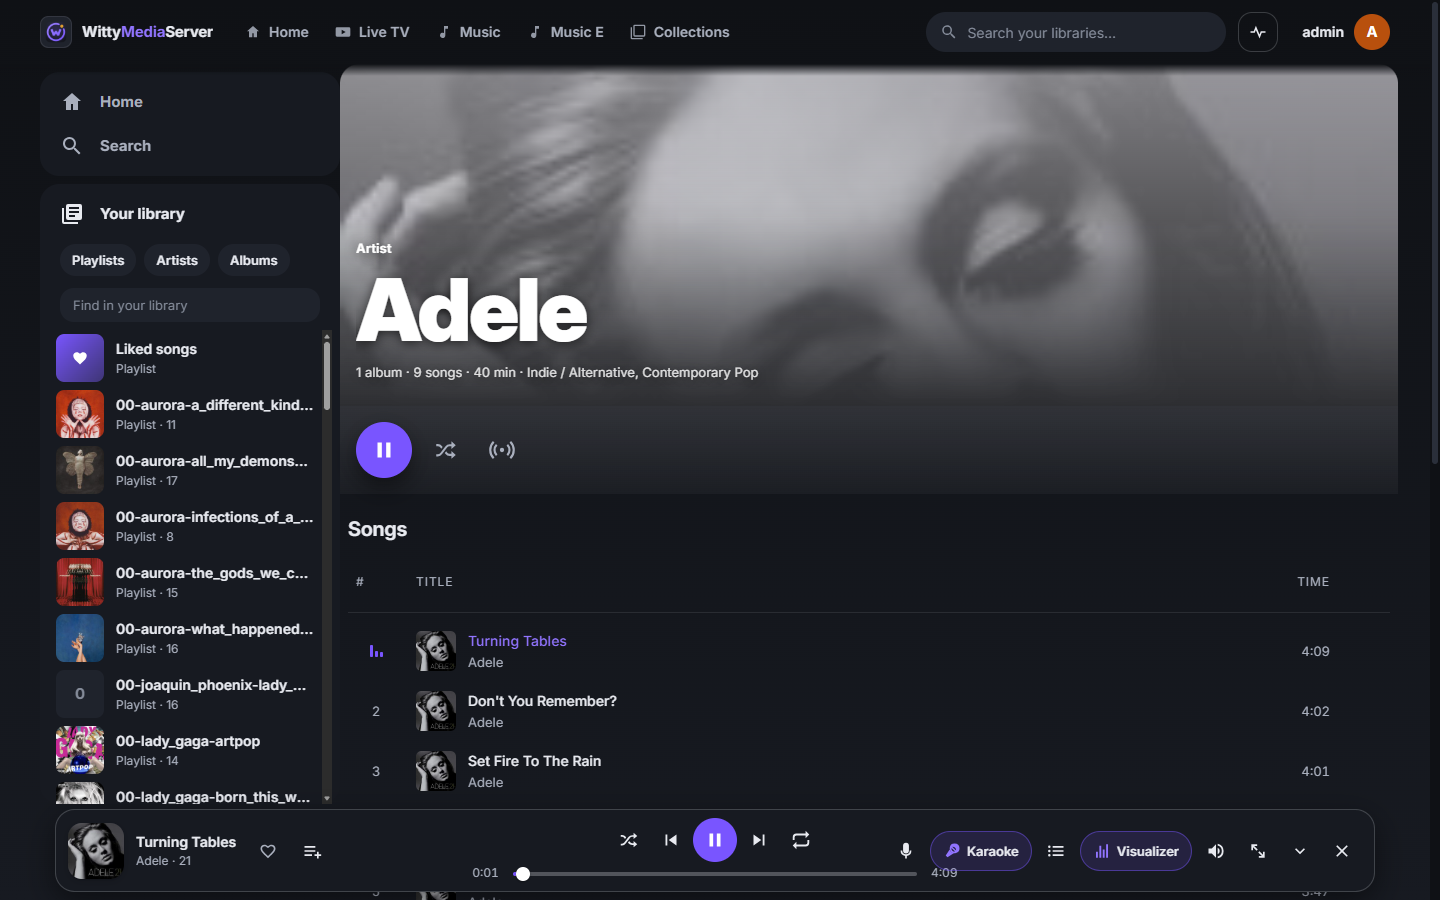 WittyMediaServer
Home
Live TV
Music
Music E
Collections
Search your libraries...
admin
A
Home
Search
Your library
Playlists
Artists
Albums
Find in your library
Liked songs
Playlist
00-aurora-a_different_kind...
Playlist · 11
00-aurora-all_my_demons...
Playlist · 17
00-aurora-infections_of_a_...
Playlist · 8
00-aurora-the_gods_we_c...
Playlist · 15
00-aurora-what_happened...
Playlist · 16
0
00-joaquin_phoenix-lady_...
Playlist · 16
00-lady_gaga-artpop
Playlist · 14
00-lady_gaga-born_this_w...
Artist
Adele
1 album · 9 songs · 40 min · Indie / Alternative, Contemporary Pop
Songs
# TITLE TIME
Turning Tables
Adele
4:09
2
Don't You Remember?
Adele
4:02
3
Set Fire To The Rain
Adele
4:01
Turning Tables
Adele · 21
0:01
4:09
Karaoke
Visualizer